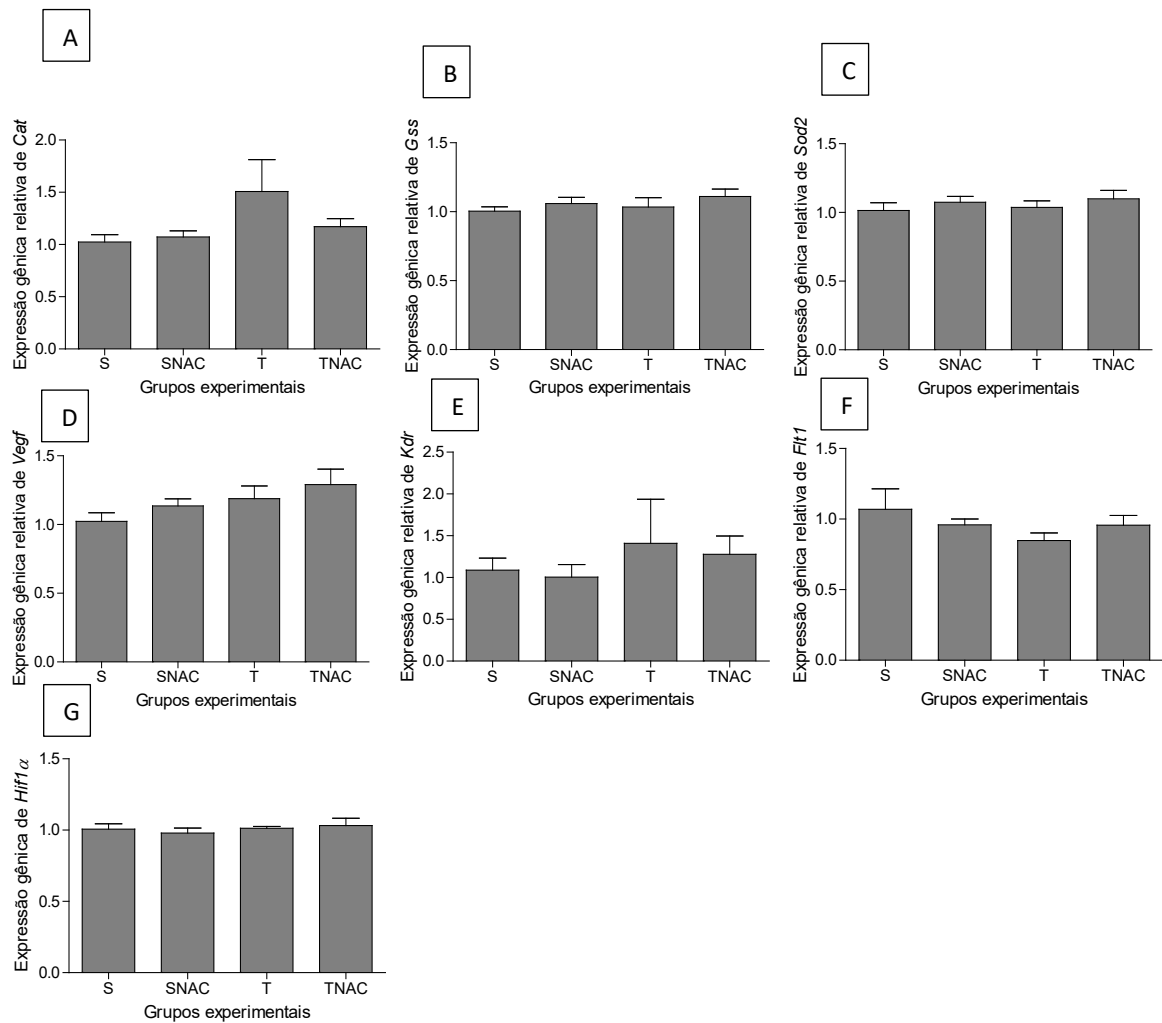 A
Expressão gênica relativa de Cat
2.0
1.5
1.0
0.5
0.0
S SNAC T TNAC
Grupos experimentais
B
Expressão gênica relativa de Gss
1.5
1.0
0.5
0.0
S SNAC T TNAC
Grupos experimentais
C
Expressão gênica relativa de Sod2
1.5
1.0
0.5
0.0
S SNAC T TNAC
Grupos experimentais
D
Expressão gênica relativa de Vegf
1.5
1.0
0.5
0.0
S SNAC T TNAC
Grupos experimentais
E
Expressão gênica relativa de Kdr
2.5
2.0
1.5
1.0
0.5
0.0
S SNAC T TNAC
Grupos experimentais
F
Expressão gênica relativa de Flt1
1.5
1.0
0.5
0.0
S SNAC T TNAC
Grupos experimentais
G
Expressão gênica de Hif1α
1.5
1.0
0.5
0.0
S SNAC T TNAC
Grupos experimentais